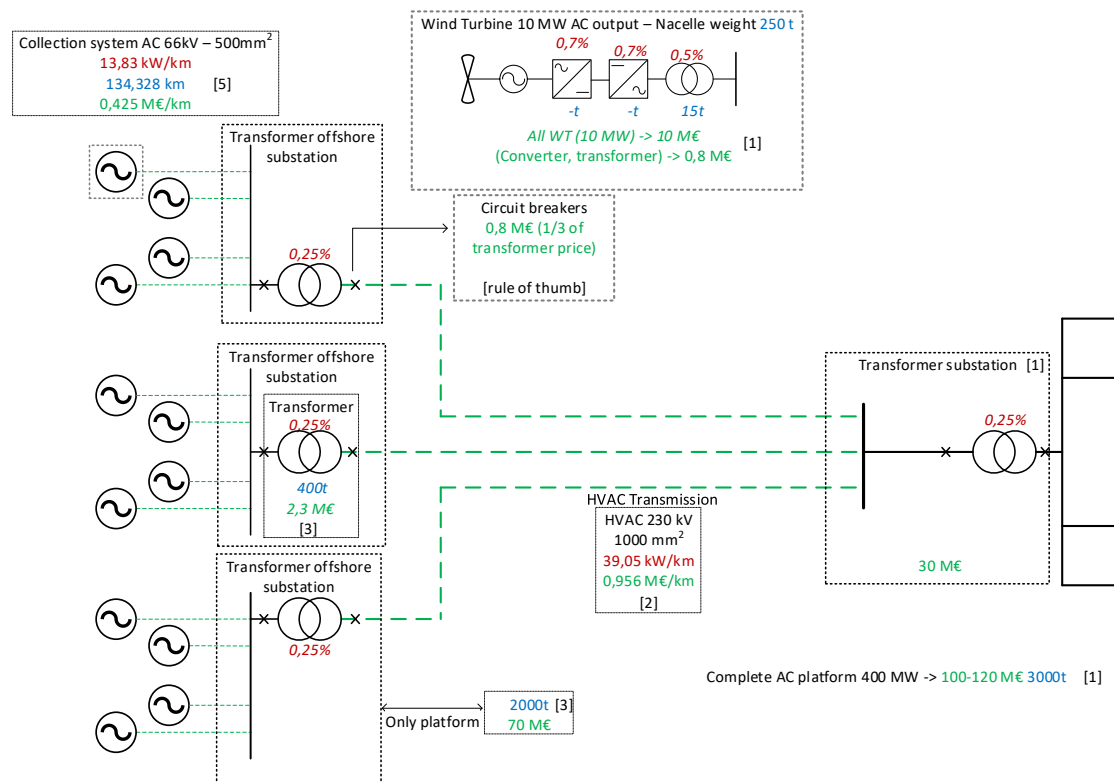 Wind Turbine 10 MW AC output – Nacelle weight 250 t
0,7%
0,7%
0,5%
-t
-t
15t
All WT (10 MW) -> 10 M€
(Converter, transformer) -> 0,8 M€
[1]
Collection system AC 66kV – 500mm²
13,83 kW/km
134,328 km [5]
0,425 M€/km
Transformer offshore
substation
0,25%
Circuit breakers
0,8 M€ (1/3 of
transformer price)
[rule of thumb]
Transformer offshore
substation
Transformer
0,25%
400t
2,3 M€
[3]
Transformer substation [1]
0,25%
30 M€
HVAC Transmission
HVAC 230 kV
1000 mm²
39,05 kW/km
0,956 M€/km
[2]
Transformer offshore
substation
0,25%
Only platform
2000t [3]
70 M€
Complete AC platform 400 MW -> 100-120 M€ 3000t [1]